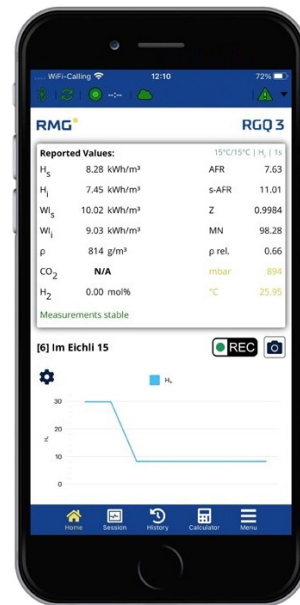 .... WiFi-Calling 12:10 72%
--:--
RMG RGQ 3
Reported Values: 15°C/15°C | Hᵢ | 1s
Hₛ 8.28 kWh/m³ AFR 7.63
Hᵢ 7.45 kWh/m³ s-AFR 11.01
WIₛ 10.02 kWh/m³ Z 0.9984
WIᵢ 9.03 kWh/m³ MN 98.28
ρ 814 g/m³ ρ rel. 0.66
CO₂ N/A mbar 894
H₂ 0.00 mol% °C 25.95
Measurements stable
[6] Im Eichli 15 REC
Hₛ
30
20
10
0
Home Session History Calculator Menu